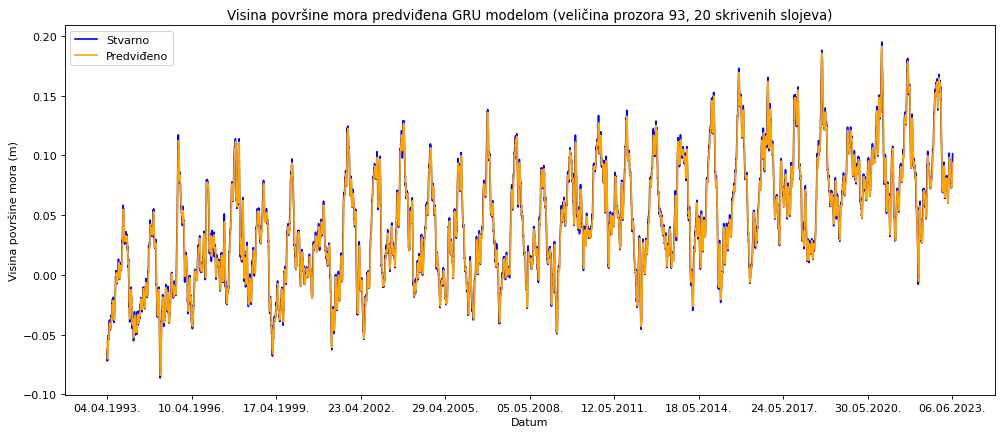 Visina površine mora predviđena GRU modelom (veličina prozora 93, 20 skrivenih slojeva)
Stvarno
Predviđeno
Visina površine mora (m)
0.20
0.15
0.10
0.05
0.00
−0.05
−0.10
04.04.1993. 10.04.1996. 17.04.1999. 23.04.2002. 29.04.2005. 05.05.2008. 12.05.2011. 18.05.2014. 24.05.2017. 30.05.2020. 06.06.2023.
Datum